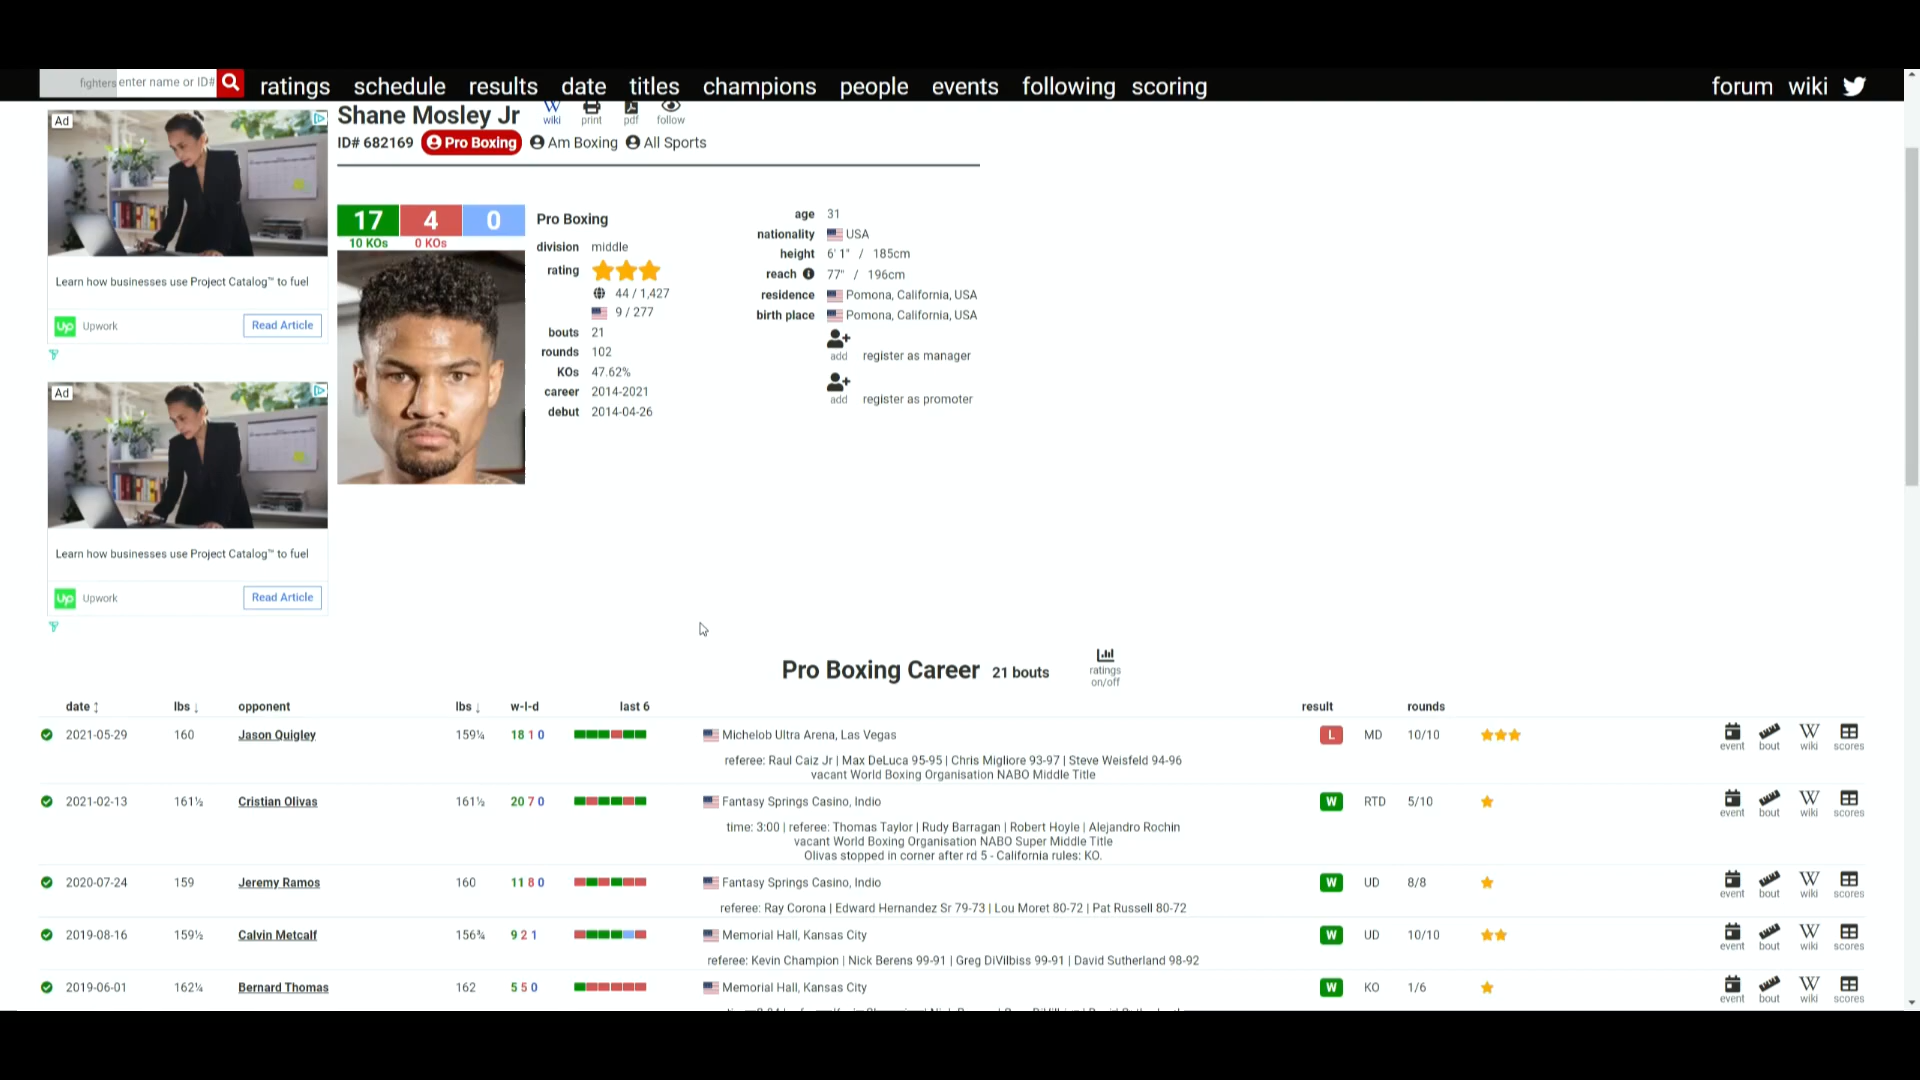 fighters enter name or ID# ratings schedule results date titles champions people events following scoring forum wiki
Ad
Learn how businesses use Project Catalog™ to fuel
Up Upwork Read Article
Ad
Learn how businesses use Project Catalog™ to fuel
Up Upwork Read Article
Shane Mosley Jr W wiki print pdf follow
ID# 682169 Pro Boxing Am Boxing All Sports
17 4 0
10 KOs 0 KOs
Pro Boxing
division middle
rating
44 / 1,427
9 / 277
bouts 21
rounds 102
KOs 47.62%
career 2014-2021
debut 2014-04-26
age 31
nationality USA
height 6' 1" / 185cm
reach 77" / 196cm
residence Pomona, California, USA
birth place Pomona, California, USA
add register as manager
add register as promoter
Pro Boxing Career 21 bouts ratings on/off
date lbs opponent lbs w-l-d last 6 result rounds
2021-05-29 160 Jason Quigley 159¼ 18 1 0 Michelob Ultra Arena, Las Vegas L MD 10/10 event bout W wiki scores
referee: Raul Caiz Jr | Max DeLuca 95-95 | Chris Migliore 93-97 | Steve Weisfeld 94-96
vacant World Boxing Organisation NABO Middle Title
2021-02-13 161½ Cristian Olivas 161½ 20 7 0 Fantasy Springs Casino, Indio W RTD 5/10 event bout W wiki scores
time: 3:00 | referee: Thomas Taylor | Rudy Barragan | Robert Hoyle | Alejandro Rochin
vacant World Boxing Organisation NABO Super Middle Title
Olivas stopped in corner after rd 5 - California rules: KO.
2020-07-24 159 Jeremy Ramos 160 11 8 0 Fantasy Springs Casino, Indio W UD 8/8 event bout W wiki scores
referee: Ray Corona | Edward Hernandez Sr 79-73 | Lou Moret 80-72 | Pat Russell 80-72
2019-08-16 159½ Calvin Metcalf 156¾ 9 2 1 Memorial Hall, Kansas City W UD 10/10 event bout W wiki scores
referee: Kevin Champion | Nick Berens 99-91 | Greg DiVilbiss 99-91 | David Sutherland 98-92
2019-06-01 162¼ Bernard Thomas 162 5 5 0 Memorial Hall, Kansas City W KO 1/6 event bout W wiki scores